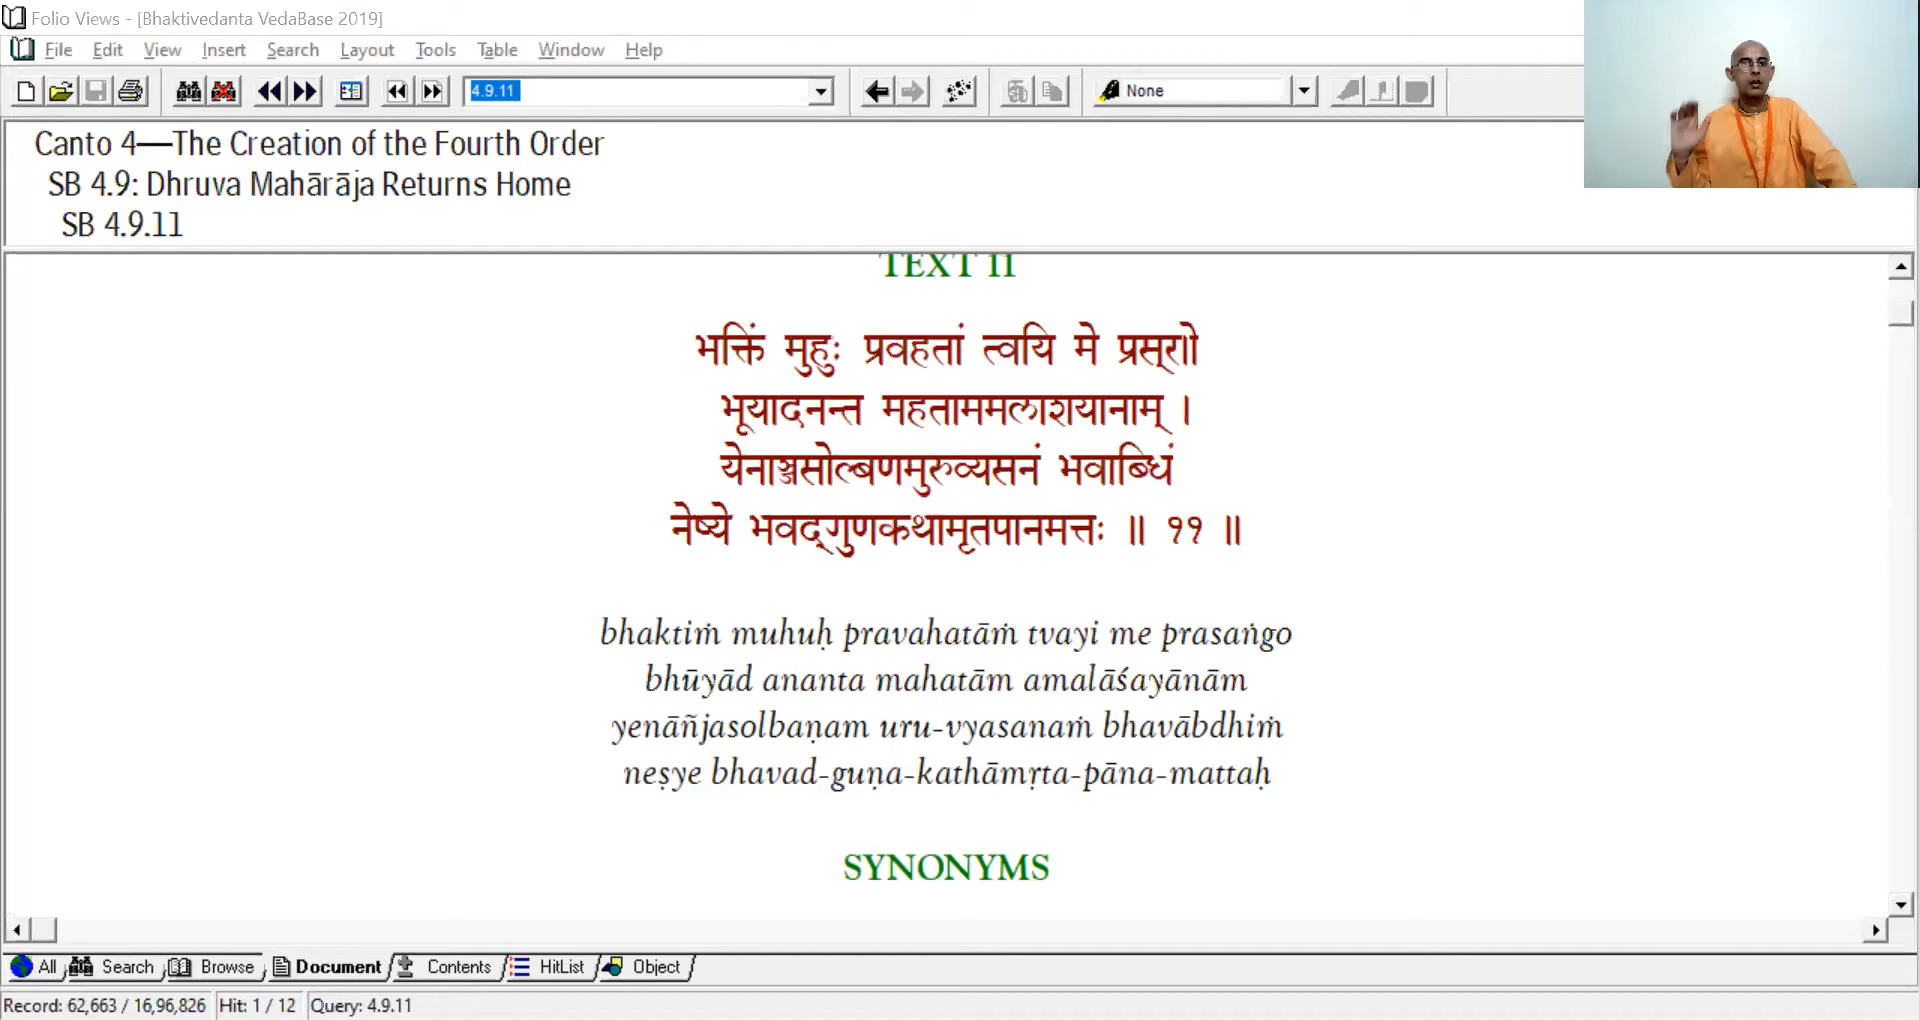 Folio Views - [Bhaktivedanta VedaBase 2019]
File Edit View Insert Search Layout Tools Table Window Help
4.9.11 None
Canto 4—The Creation of the Fourth Order
SB 4.9: Dhruva Mahārāja Returns Home
SB 4.9.11
TEXT 11
भक्तिं मुहुः प्रवहतां त्वयि मे प्रस्राो
भूयादनन्त महताममलाशयानाम् ।
येनाञ्जसोल्बणमुरुव्यसनं भवाब्धिं
नेष्ये भवद्गुणकथामृतपानमत्तः ॥ ११ ॥
bhaktiṁ muhuḥ pravahatāṁ tvayi me prasaṅgo
bhūyād ananta mahatām amalāśayānām
yenāñjasolbaṇam uru-vyasanaṁ bhavābdhiṁ
neṣye bhavad-guṇa-kathāmṛta-pāna-mattaḥ
SYNONYMS
All Search Browse Document Contents HitList Object
Record: 62,663 / 16,96,826 Hit: 1 / 12 Query: 4.9.11